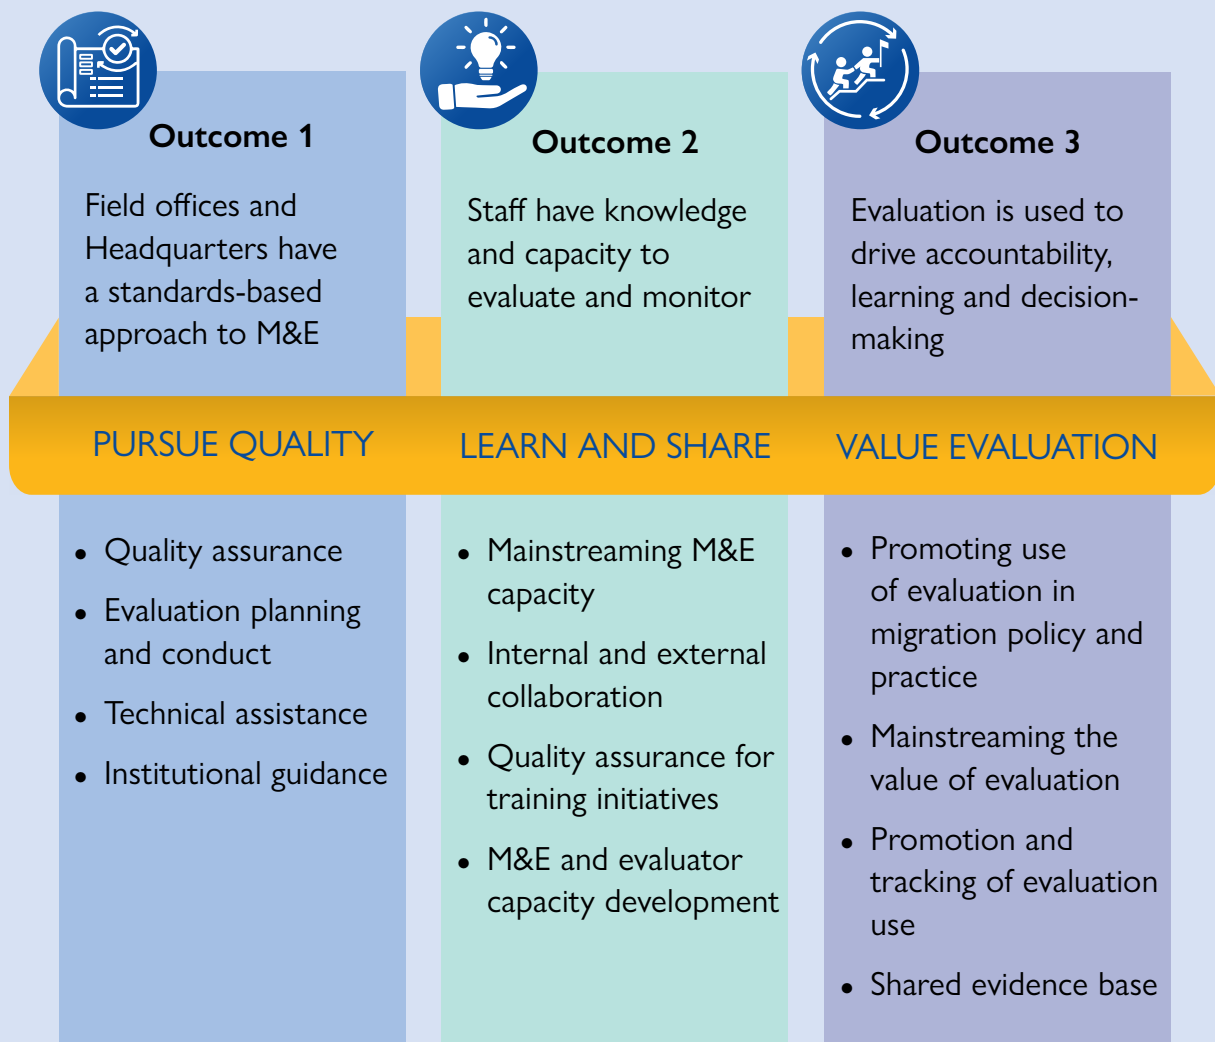 Outcome 1
Field offices and
Headquarters have
a standards-based
approach to M&E
PURSUE QUALITY
• Quality assurance
• Evaluation planning
and conduct
• Technical assistance
• Institutional guidance
Outcome 2
Staff have knowledge
and capacity to
evaluate and monitor
LEARN AND SHARE
• Mainstreaming M&E
capacity
• Internal and external
collaboration
• Quality assurance for
training initiatives
• M&E and evaluator
capacity development
Outcome 3
Evaluation is used to
drive accountability,
learning and decision-
making
VALUE EVALUATION
• Promoting use
of evaluation in
migration policy and
practice
• Mainstreaming the
value of evaluation
• Promotion and
tracking of evaluation
use
• Shared evidence base